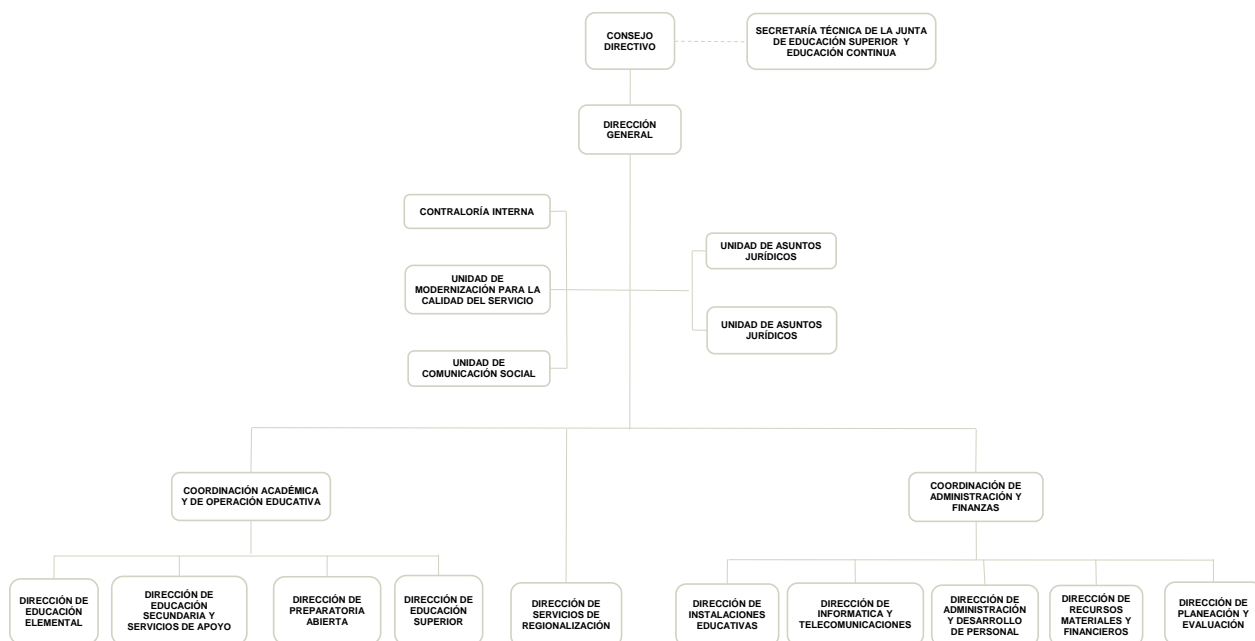 CONSEJO
DIRECTIVO
SECRETARÍA TÉCNICA DE LA JUNTA
DE EDUCACIÓN SUPERIOR Y
EDUCACIÓN CONTINUA
DIRECCIÓN
GENERAL
CONTRALORÍA INTERNA
UNIDAD DE ASUNTOS
JURÍDICOS
UNIDAD DE
MODERNIZACIÓN PARA LA
CALIDAD DEL SERVICIO
UNIDAD DE ASUNTOS
JURÍDICOS
UNIDAD DE
COMUNICACIÓN SOCIAL
COORDINACIÓN ACADÉMICA
Y DE OPERACIÓN EDUCATIVA
COORDINACIÓN DE
ADMINISTRACIÓN Y
FINANZAS
DIRECCIÓN DE
EDUCACIÓN
ELEMENTAL
DIRECCIÓN DE
EDUCACIÓN
SECUNDARIA Y
SERVICIOS DE APOYO
DIRECCIÓN DE
PREPARATORIA
ABIERTA
DIRECCIÓN DE
EDUCACIÓN
SUPERIOR
DIRECCIÓN DE
SERVICIOS DE
REGIONALIZACIÓN
DIRECCIÓN DE
INSTALACIONES
EDUCATIVAS
DIRECCIÓN DE
INFORMATICA Y
TELECOMUNICACIONES
DIRECCIÓN DE
ADMINISTRACIÓN
Y DESARROLLO
DE PERSONAL
DIRECCIÓN DE
RECURSOS
MATERIALES Y
FINANCIEROS
DIRECCIÓN DE
PLANEACIÓN Y
EVALUACIÓN